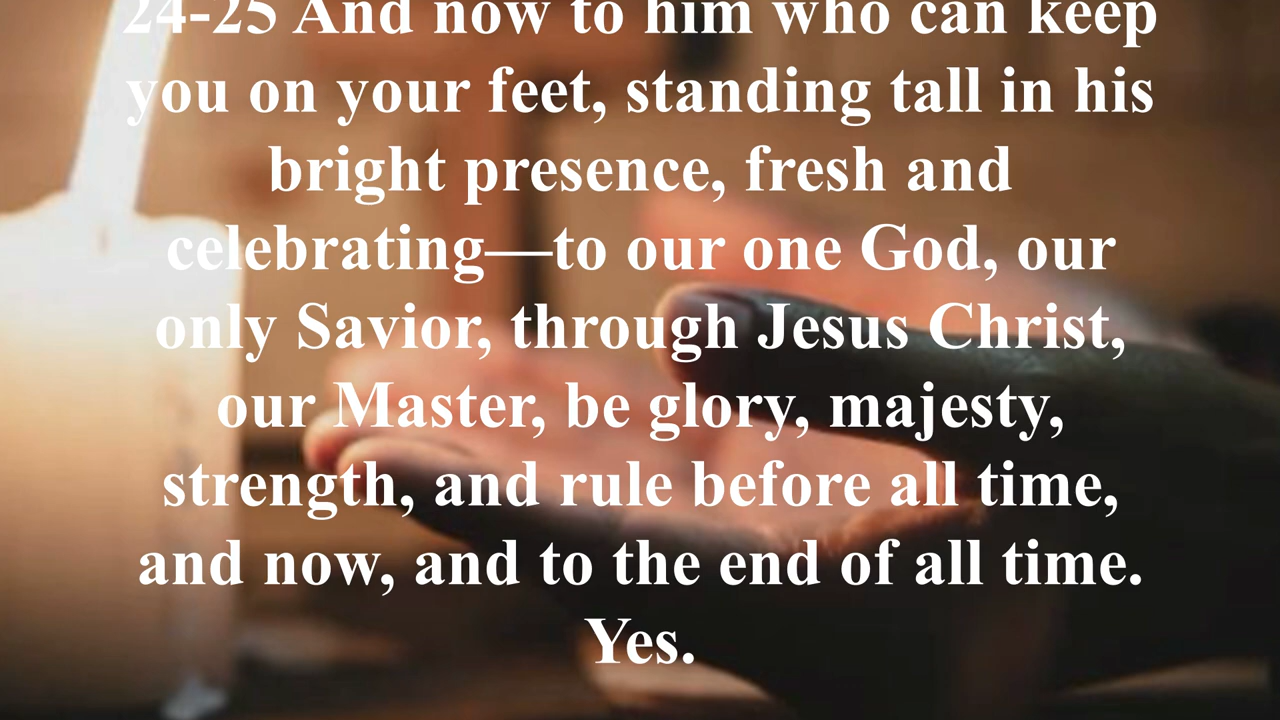 24-25 And now to him who can keep
you on your feet, standing tall in his
bright presence, fresh and
celebrating—to our one God, our
only Savior, through Jesus Christ,
our Master, be glory, majesty,
strength, and rule before all time,
and now, and to the end of all time.
Yes.